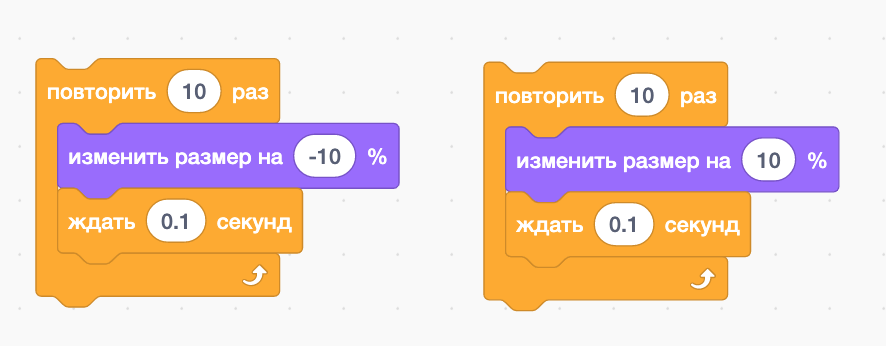 повторить 10 раз
изменить размер на -10 %
ждать 0.1 секунд
повторить 10 раз
изменить размер на 10 %
ждать 0.1 секунд